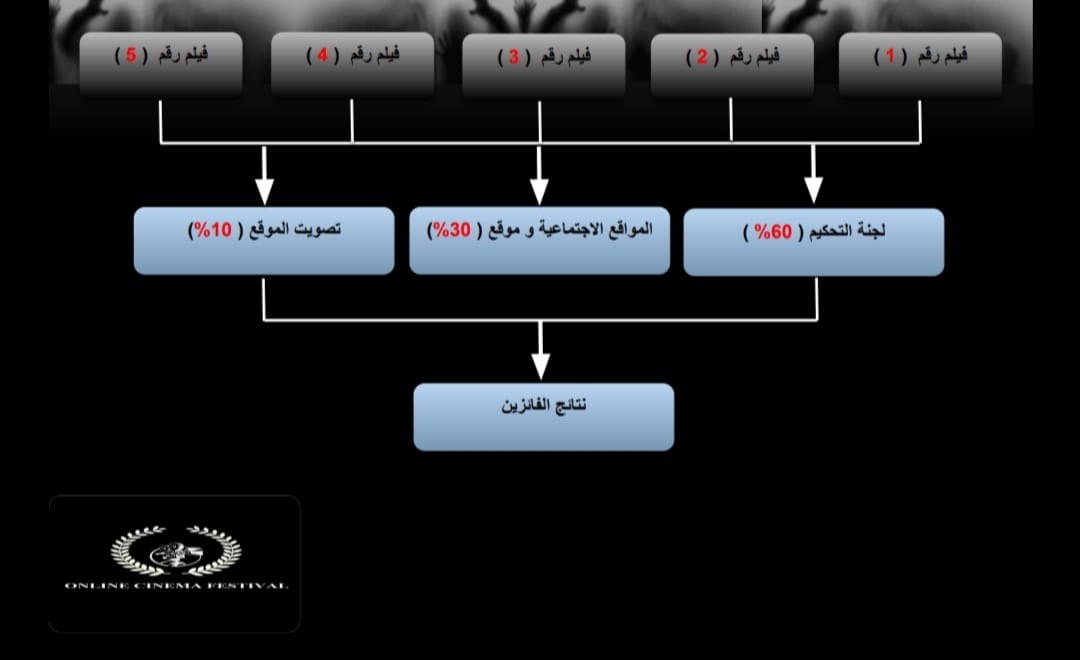 فيلم رقم ( 1 )
فيلم رقم ( 2 )
فيلم رقم ( 3 )
فيلم رقم ( 4 )
فيلم رقم ( 5 )
لجنة التحكيم ( 60% )
المواقع الاجتماعية و موقع ( 30%)
تصويت الموقع ( 10%)
نتائج الفائزين
ONLINE CINEMA FESTIVAL